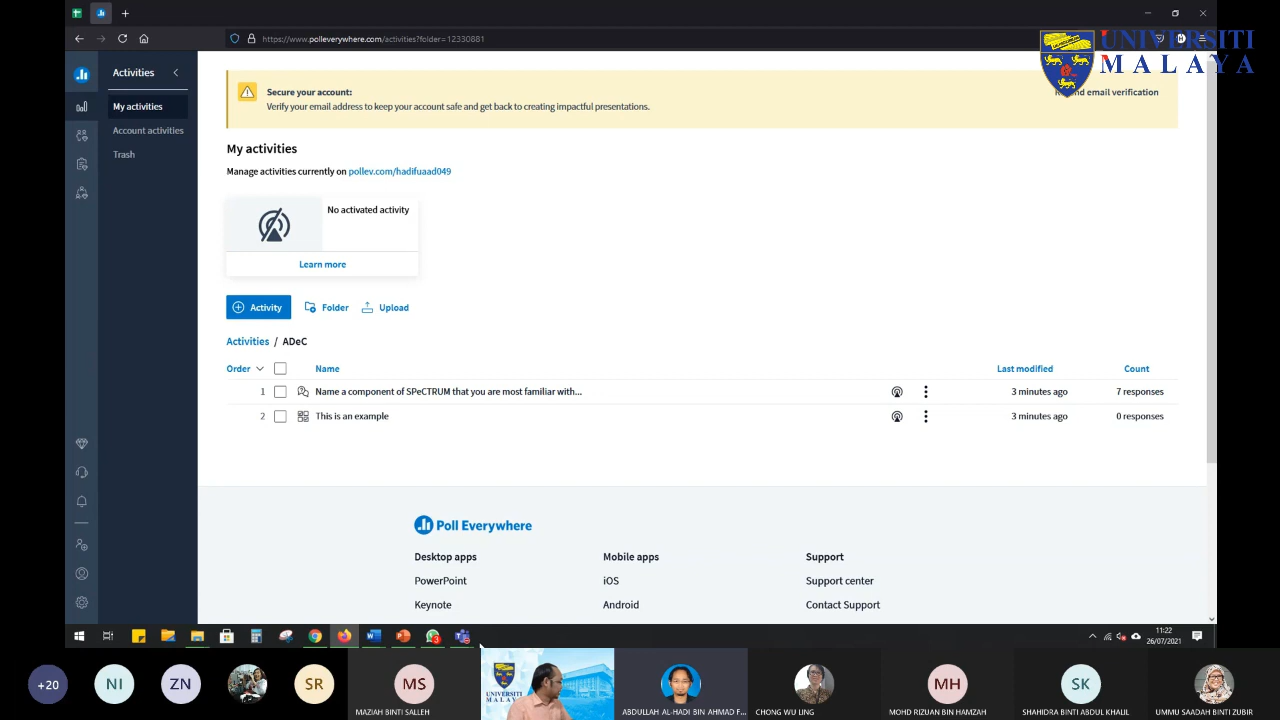 https://www.polleverywhere.com/activities?folder=12330881
UNIVERSITI
MALAYA
Activities
My activities
Account activities
Trash
Secure your account:
Verify your email address to keep your account safe and get back to creating impactful presentations.
email verification
My activities
Manage activities currently on pollev.com/hadifuaad049
No activated activity
Learn more
Activity
Folder
Upload
Activities / ADeC
Order
Name
Last modified
Count
1 Name a component of SPeCTRUM that you are most familiar with... 3 minutes ago 7 responses
2 This is an example 3 minutes ago 0 responses
Poll Everywhere
Desktop apps
Mobile apps
Support
PowerPoint
iOS
Support center
Keynote
Android
Contact Support
11:22
26/07/2021
+20
NI
ZN
SR
MS
MAZIAH BINTI SALLEH
UNIVERSITI
MALAYA
ABDULLAH AL-HADI BIN AHMAD F...
CHONG WU LING
MH
MOHD RIZUAN BIN HAMZAH
SK
SHAHIDRA BINTI ABDUL KHALIL
UMMU SAADAH BINTI ZUBIR